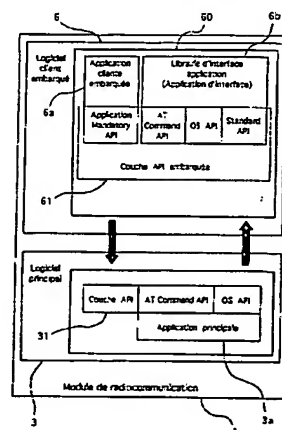 6
60
6b
Logiciel
client
embarqué
Application
cliente
embarquée
Librairie d'interface
application
(Application d'interface)
6a
Application
Mandatory
API
AT
Command
API
OS API
Standard
API
Couche API embarquée
61
Logiciel
principal
Couche API
AT Command API
OS API
31
Application principale
Module de radiocommunication
3
3a